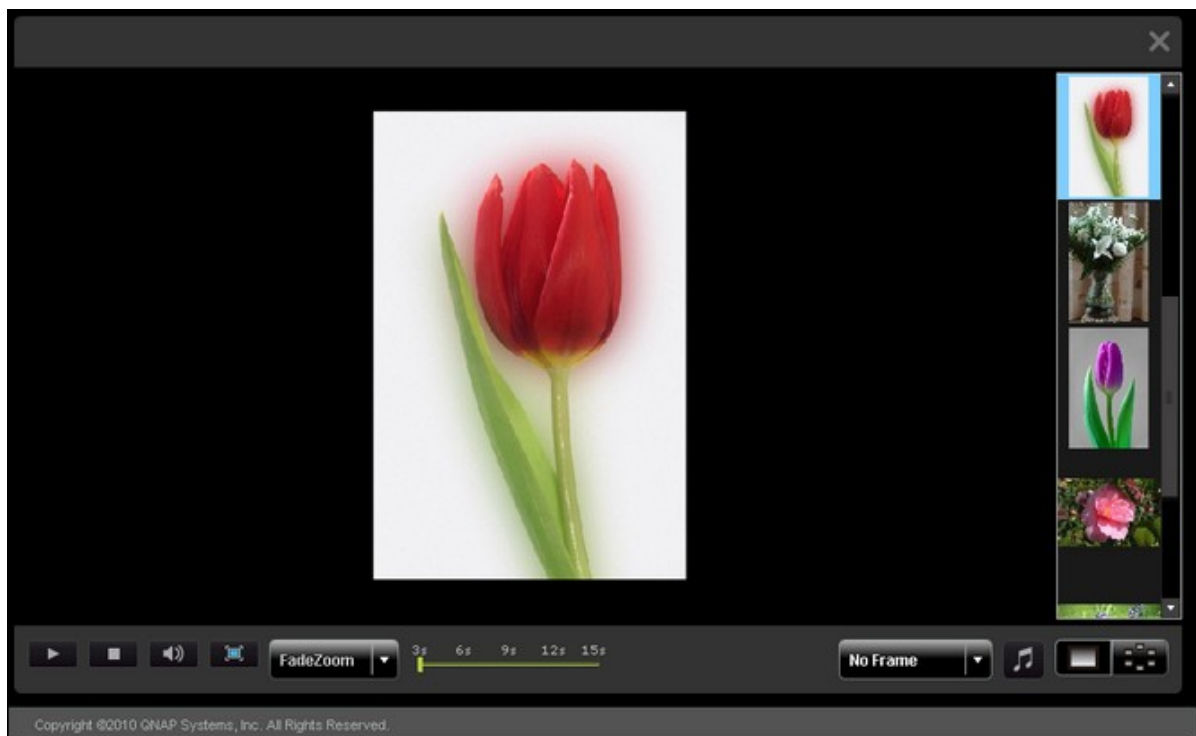 FadeZoom
3s 6s 9s 12s 15s
No Frame
Copyright ©2010 QNAP Systems, Inc. All Rights Reserved.